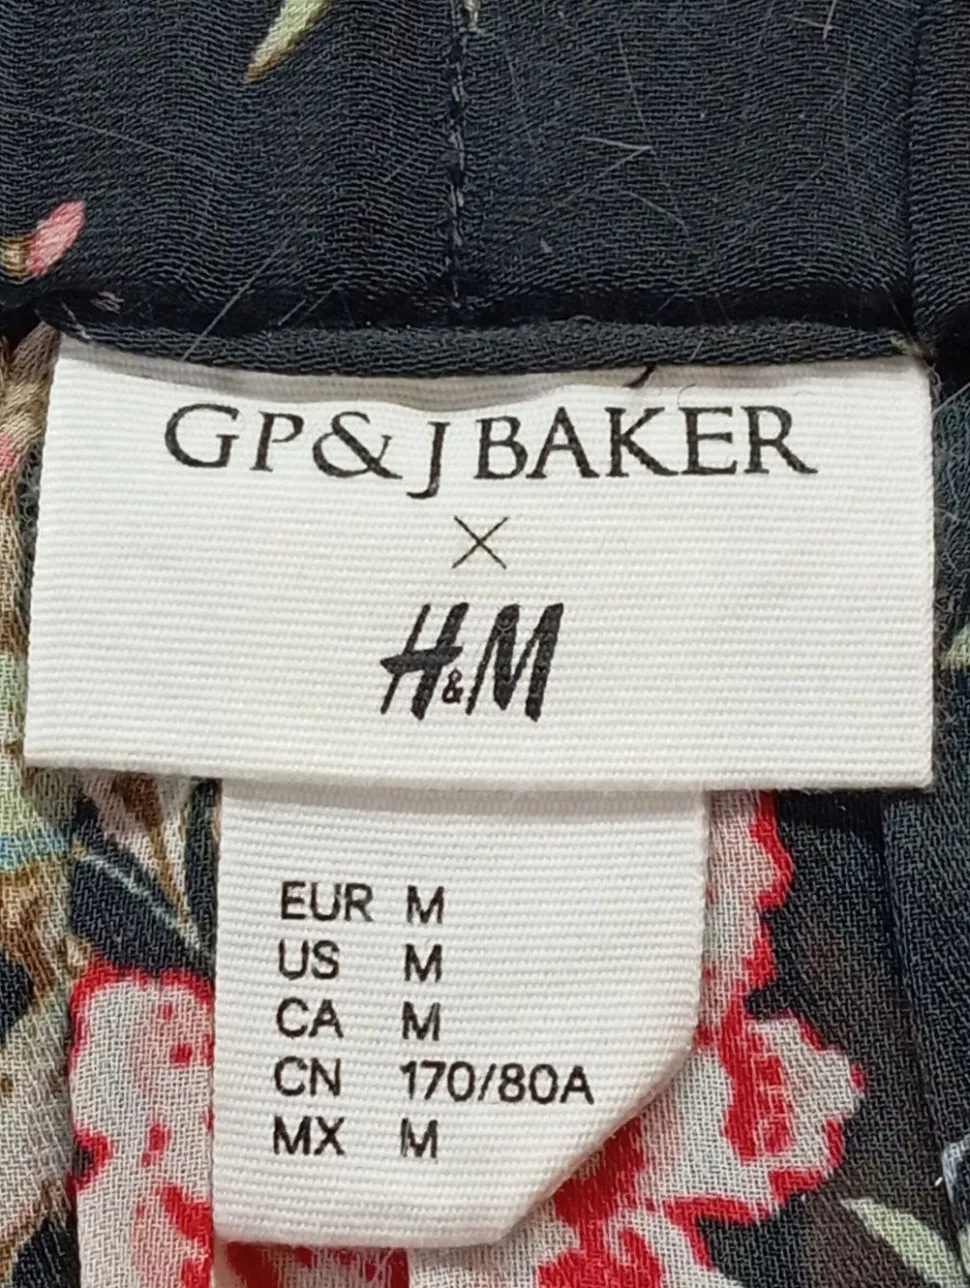 GP & J BAKER
×
H&M
EUR M
US M
CA M
CN 170/80A
MX M